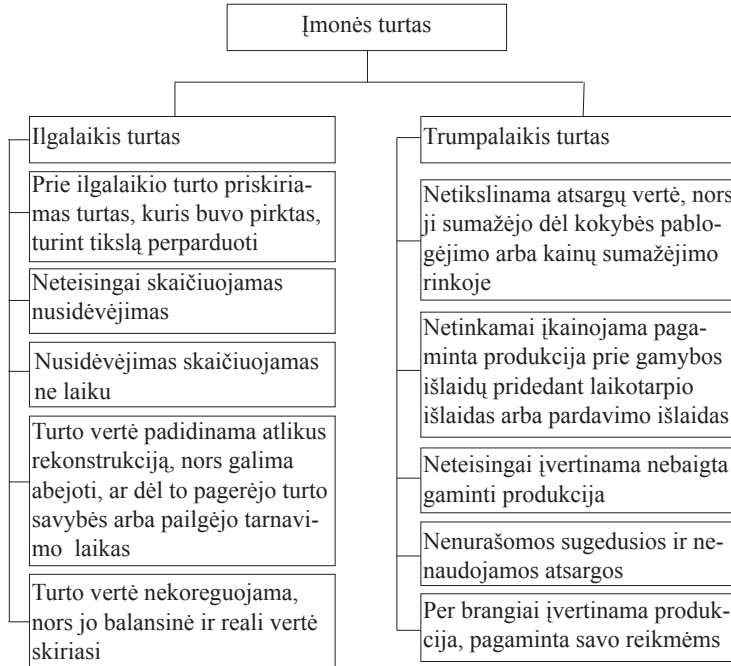 Įmonės turtas
Ilgalaikis turtas
Prie ilgalaikio turto priskiria-
mas turtas, kuris buvo pirktas,
turint tikslą perparduoti
Neteisingai skaičiuojamas
nusidėvėjimas
Nusidėvėjimas skaičiuojamas
ne laiku
Turto vertė padidinama atlikus
rekonstrukciją, nors galima
abejoti, ar dėl to pagerėjo turto
savybės arba pailgėjo tarnavi-
mo laikas
Turto vertė nekoreguojama,
nors jo balansinė ir reali vertė
skiriasi
Trumpalaikis turtas
Netikslinama atsargų vertė, nors
ji sumažėjo dėl kokybės pablo-
gėjimo arba kainų sumažėjimo
rinkoje
Netinkamai įkainojama paga-
minta produkcija prie gamybos
išlaidų pridedant laikotarpio
išlaidas arba pardavimo išlaidas
Neteisingai įvertinama nebaigta
gaminti produkcija
Nenurašomos sugedusios ir ne-
naudojamos atsargos
Per brangiai įvertinama produk-
cija, pagaminta savo reikmėms